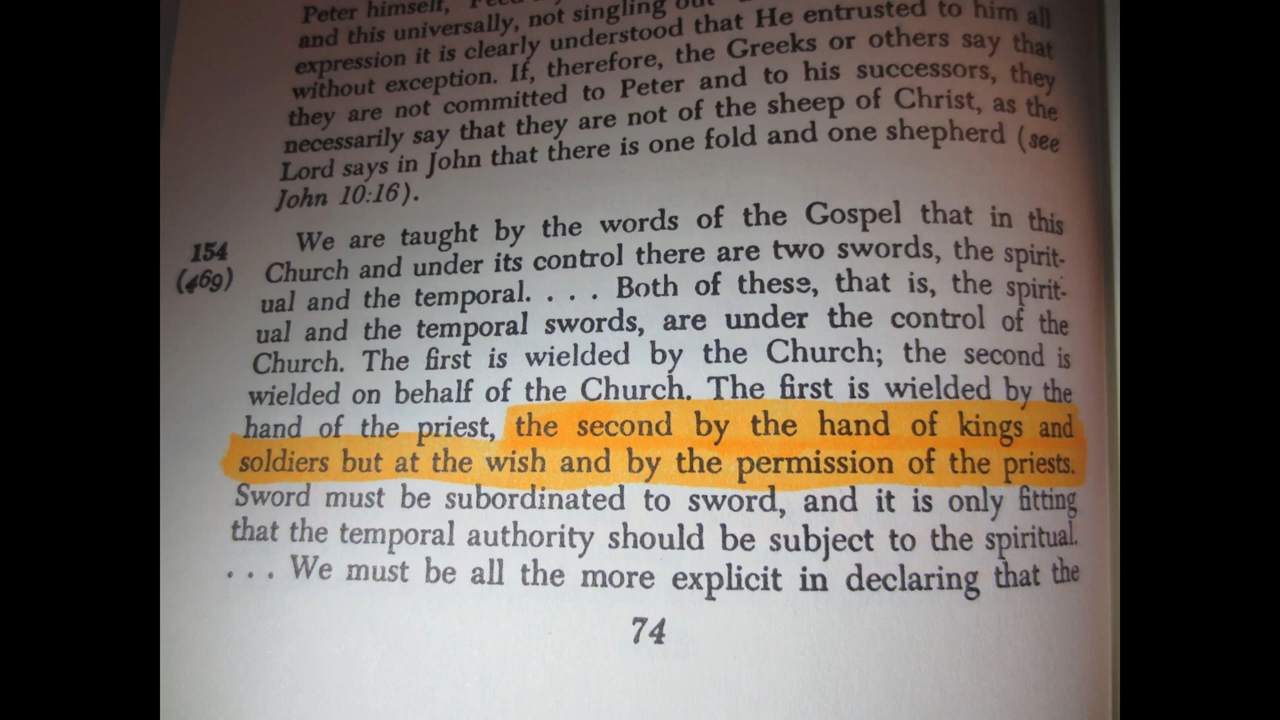 Peter himself,
and this universally, not singling
expression it is clearly understood that He entrusted to him all
without exception. If, therefore, the Greeks or others say that
they are not committed to Peter and to his successors, they
necessarily say that they are not of the sheep of Christ, as the
Lord says in John that there is one fold and one shepherd (see
John 10:16).
154
(469)
We are taught by the words of the Gospel that in this
Church and under its control there are two swords, the spirit-
ual and the temporal. . . . Both of these, that is, the spirit-
ual and the temporal swords, are under the control of the
Church. The first is wielded by the Church; the second is
wielded on behalf of the Church. The first is wielded by the
hand of the priest, the second by the hand of kings and
soldiers but at the wish and by the permission of the priests.
Sword must be subordinated to sword, and it is only fitting
that the temporal authority should be subject to the spiritual.
. . . We must be all the more explicit in declaring that the
74